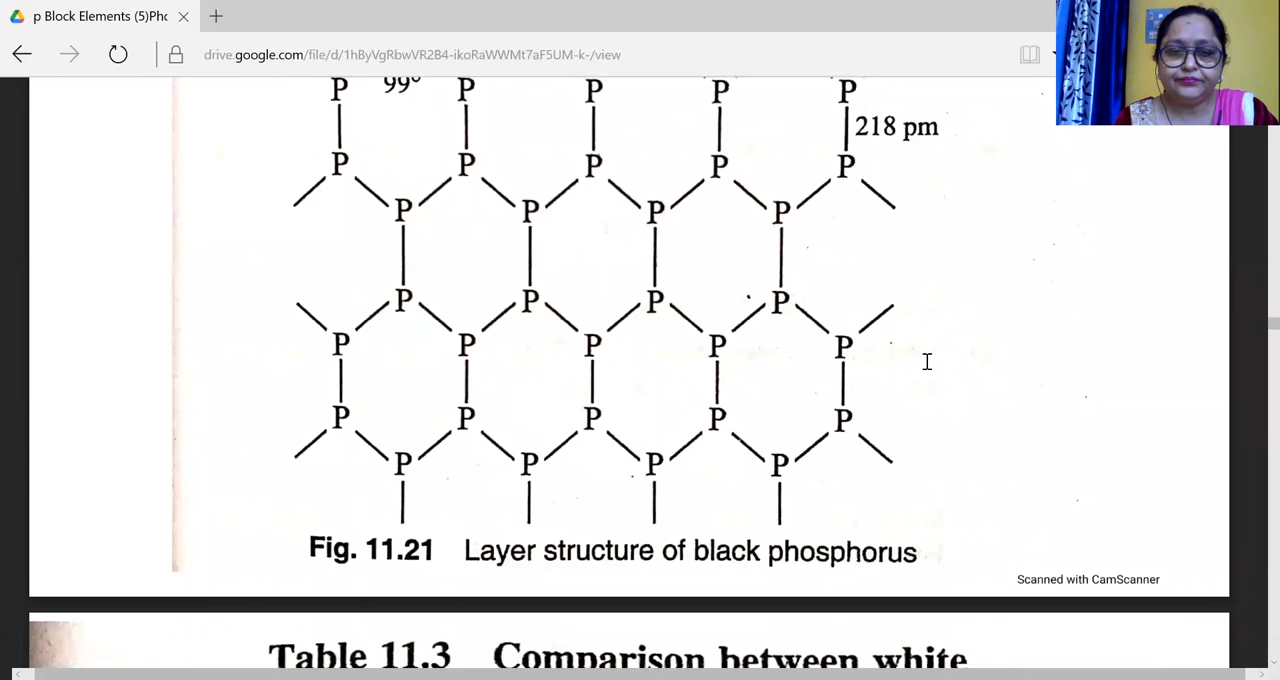 p Block Elements (5)Pho
drive.google.com/file/d/1hByVgRbwVR2B4-ikoRaWWMt7aF5UM-k-/view
P 99° P P P P
218 pm
P P P P P
P P P P
P P P P
P P P P P
P P P P P
P P P P
Fig. 11.21 Layer structure of black phosphorus
Scanned with CamScanner
Table 11.3 Comparison between white